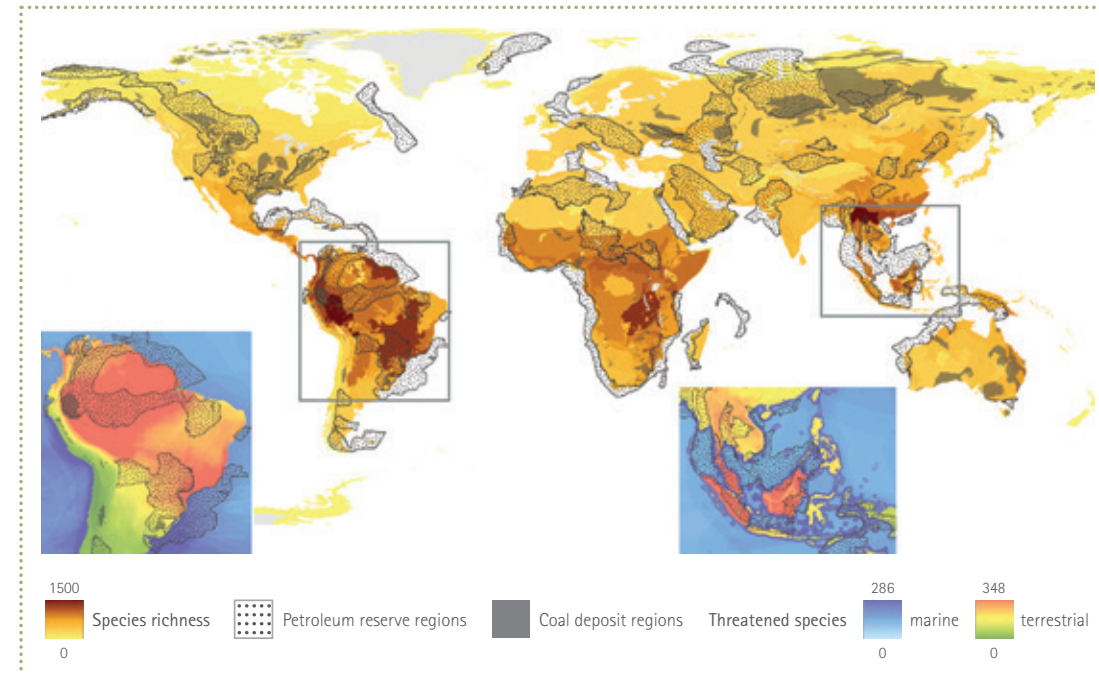 1500 286 348
Species richness Petroleum reserve regions Coal deposit regions Threatened species marine terrestrial
0 0 0